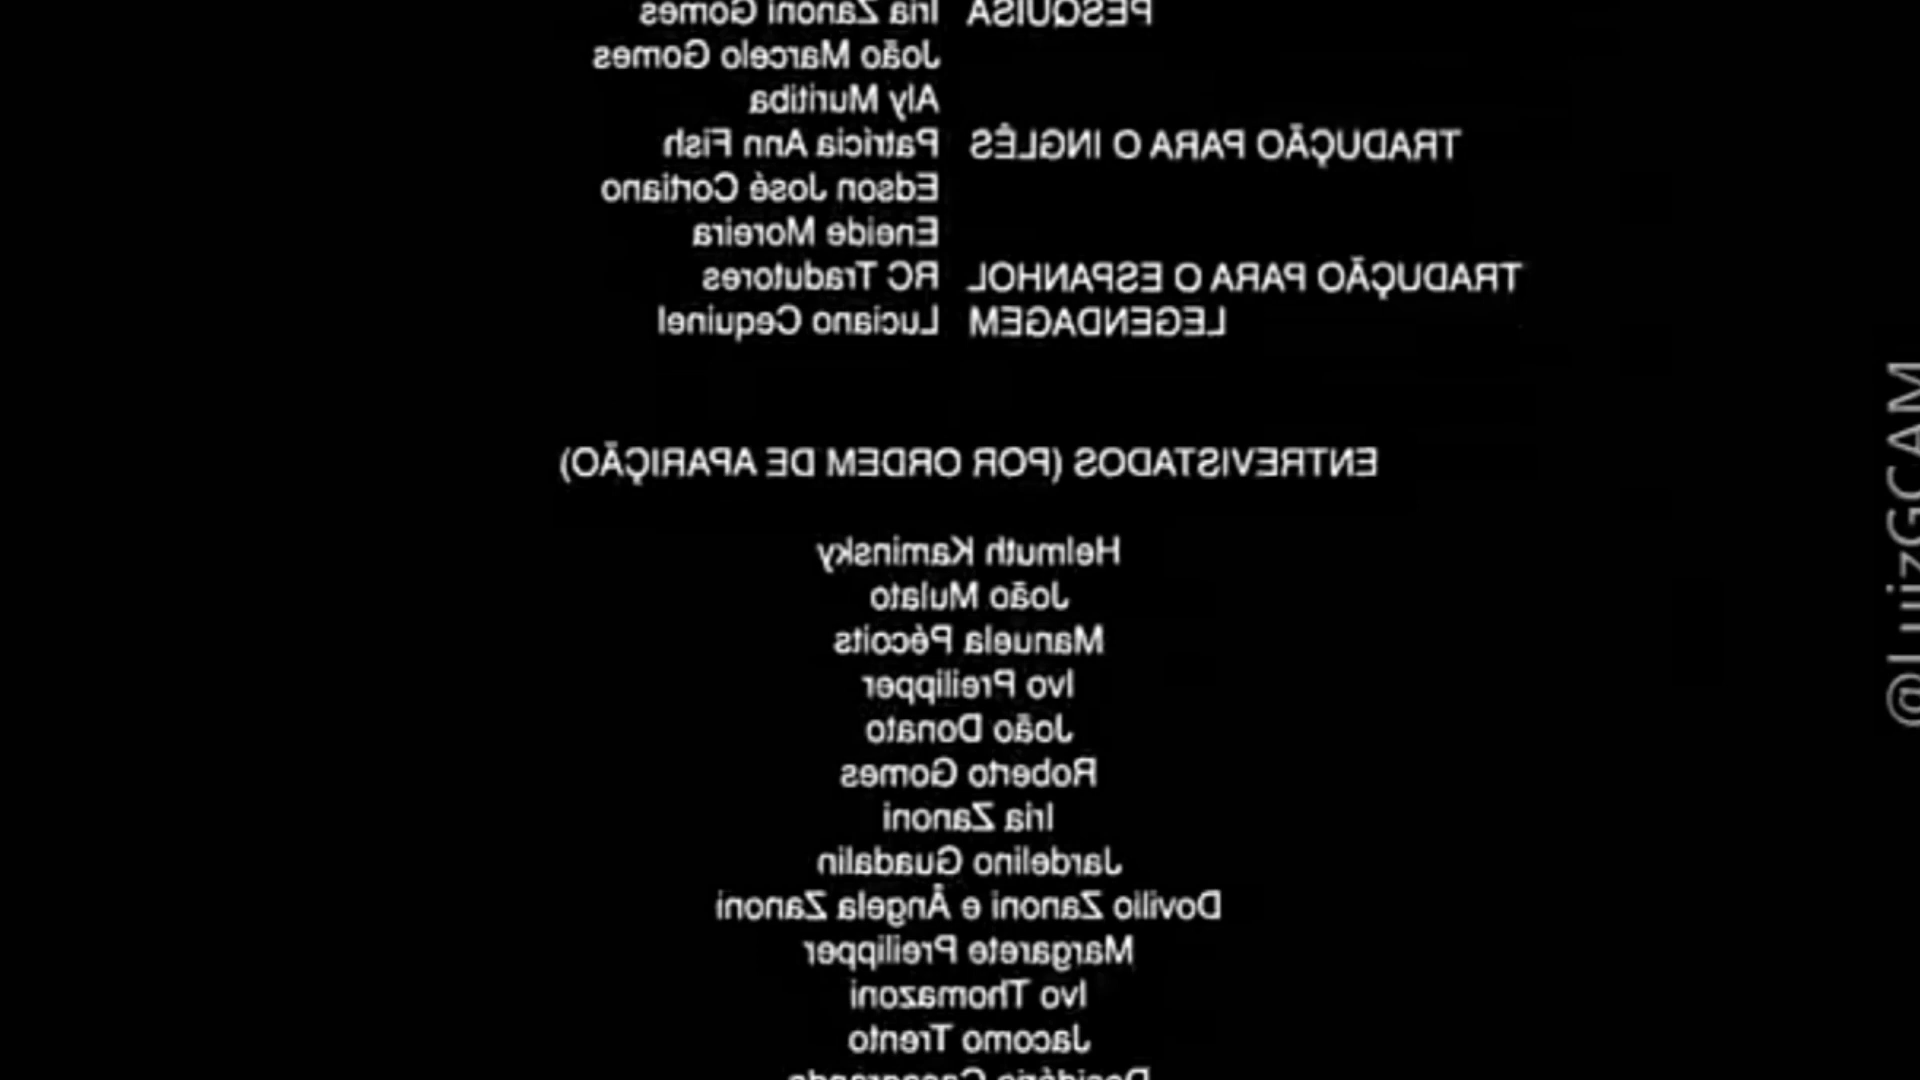 PESQUISA Iria Zanoni Gomes
João Marcelo Gomes
Aly Muritiba
TRADUÇÃO PARA O INGLÊS Patrícia Ann Fish
Edson José Cortiano
Eneide Moreira
TRADUÇÃO PARA O ESPANHOL RC Tradutores
LEGENDAGEM Luciano Cequinel
ENTREVISTADOS (POR ORDEM DE APARIÇÃO)
Helmuth Kaminsky
João Mulato
Manuela Pécoits
Ivo Preilipper
João Donato
Roberto Gomes
Iria Zanoni
Jardelino Guadalin
Dovilio Zanoni e Ângela Zanoni
Margarete Preilipper
Ivo Thomazoni
Jacomo Trento
@LuizGCAM